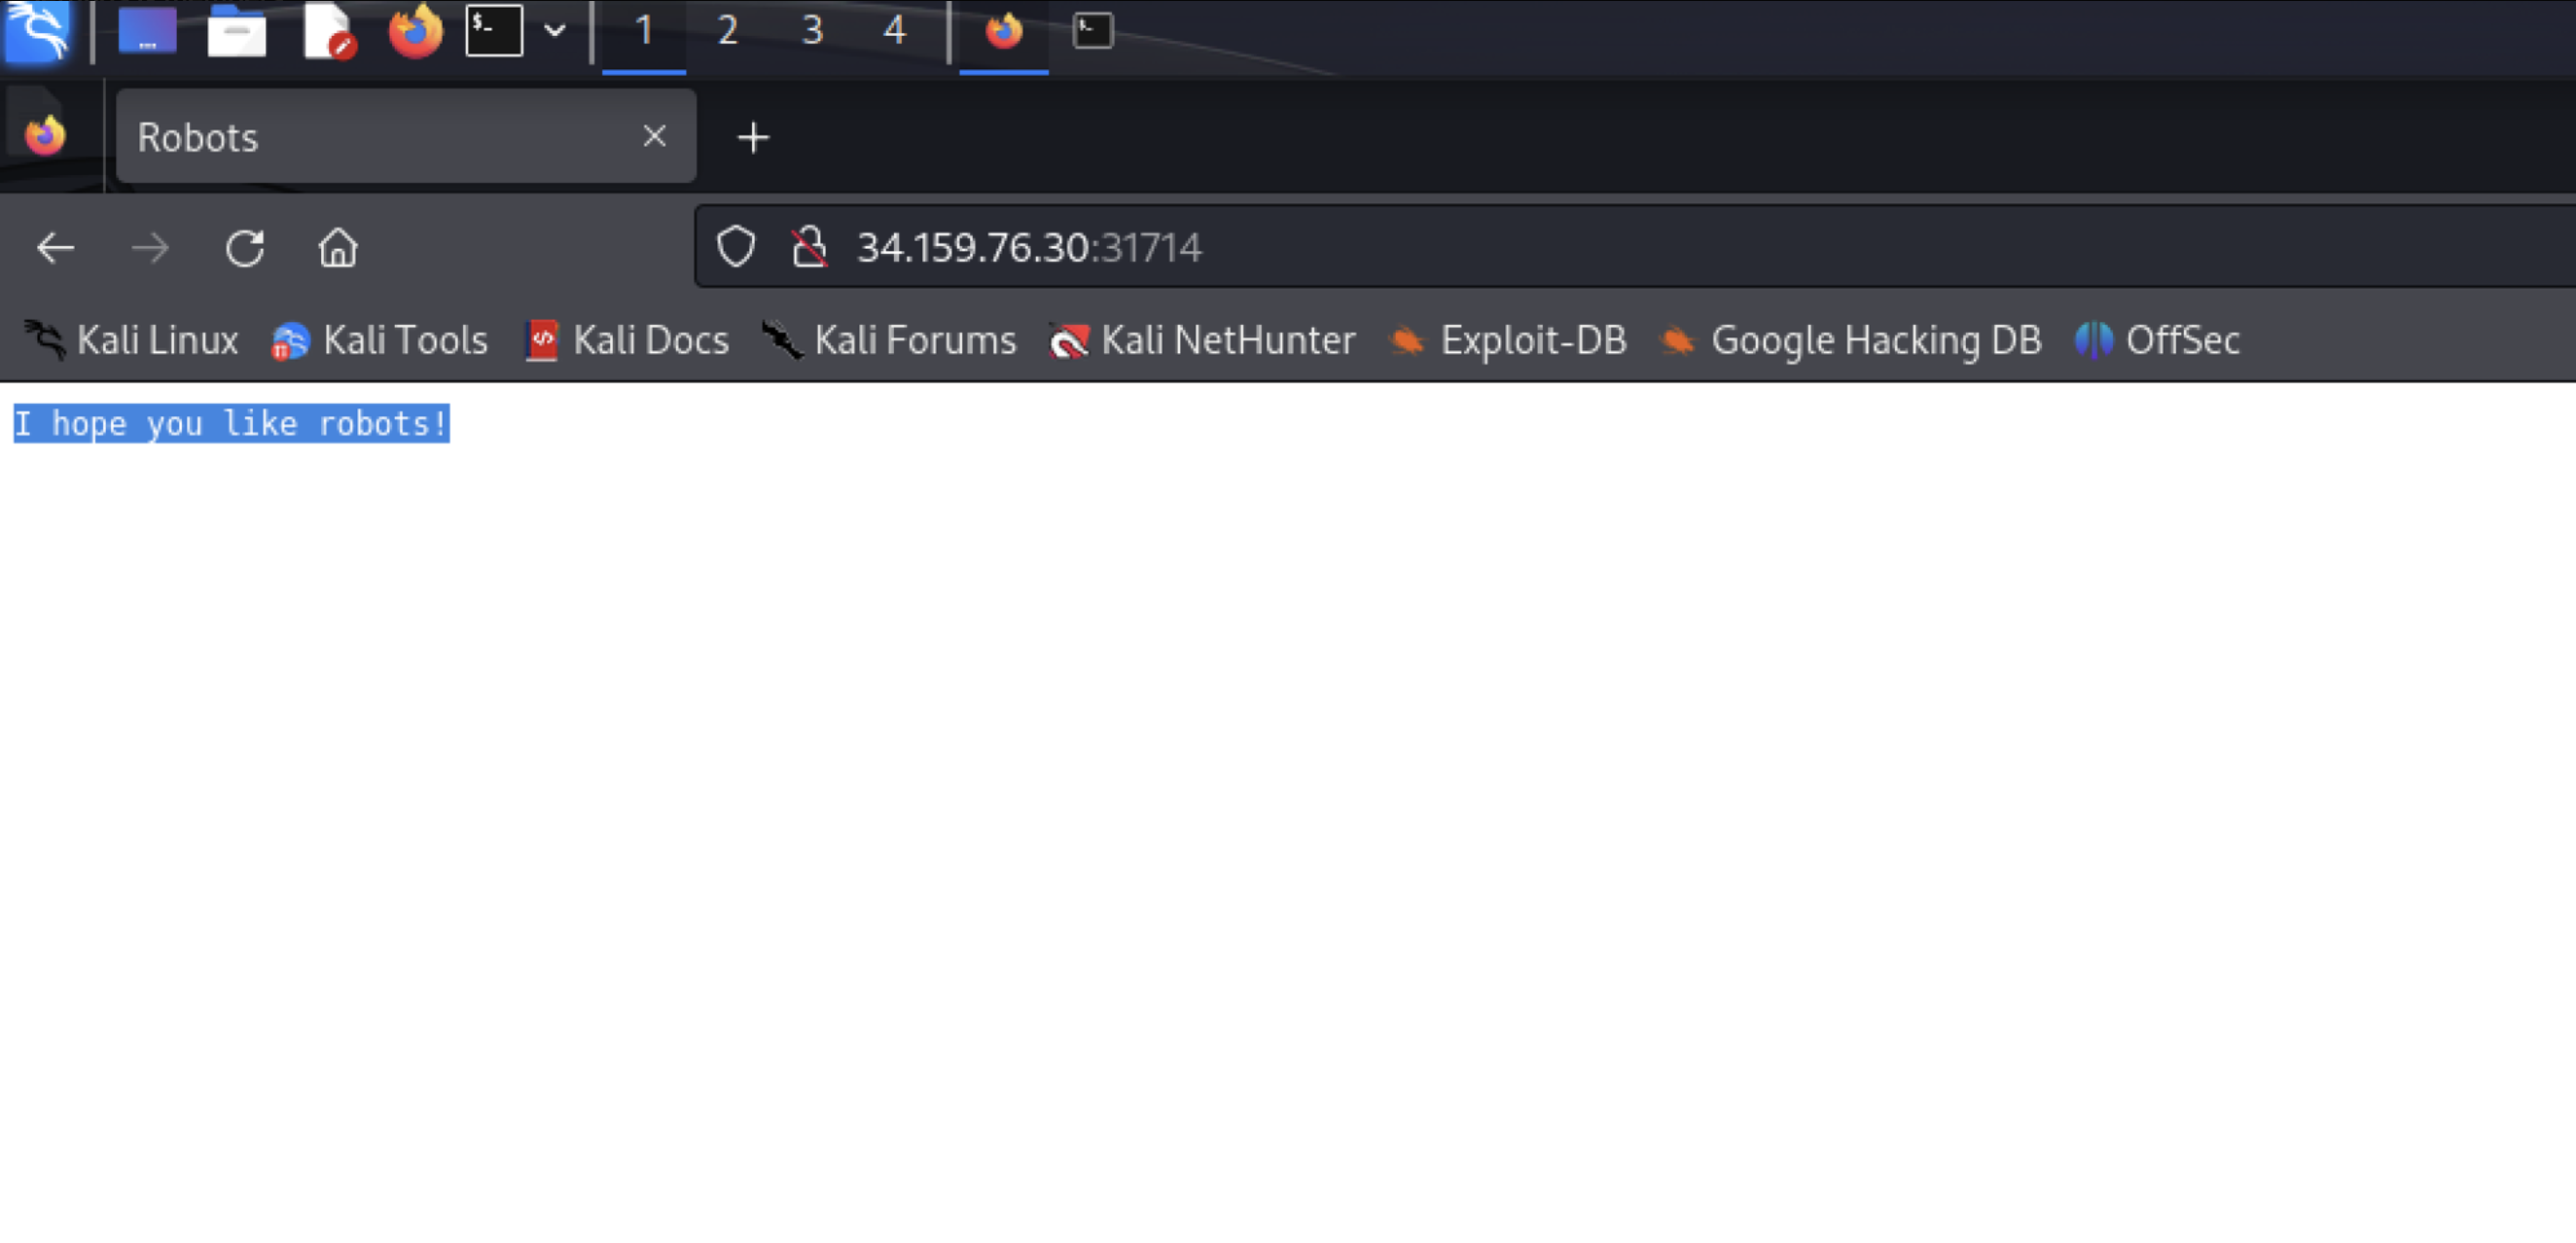 $_
1 2 3 4
Robots
34.159.76.30:31714
Kali Linux Kali Tools Kali Docs Kali Forums Kali NetHunter Exploit-DB Google Hacking DB OffSec
I hope you like robots!